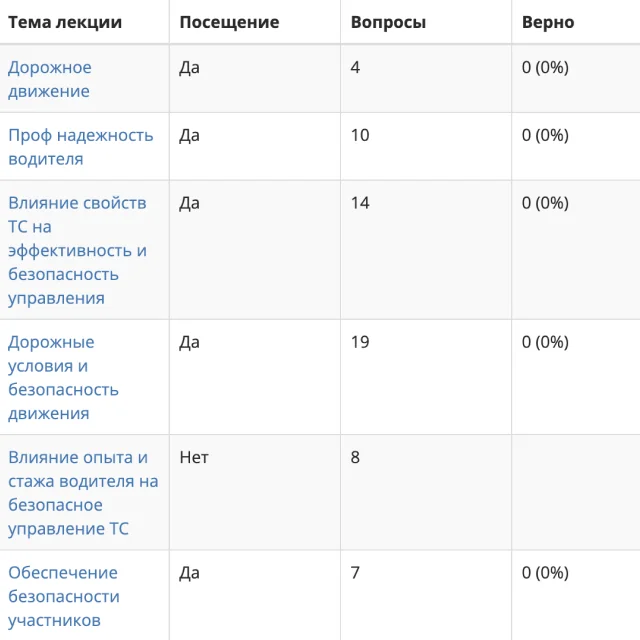 Тема лекции Посещение Вопросы Верно
Дорожное Да 4 0 (0%)
движение
Проф надежность Да 10 0 (0%)
водителя
Влияние свойств Да 14 0 (0%)
ТС на
эффективность и
безопасность
управления
Дорожные Да 19 0 (0%)
условия и
безопасность
движения
Влияние опыта и Нет 8
стажа водителя на
безопасное
управление ТС
Обеспечение Да 7 0 (0%)
безопасности
участников